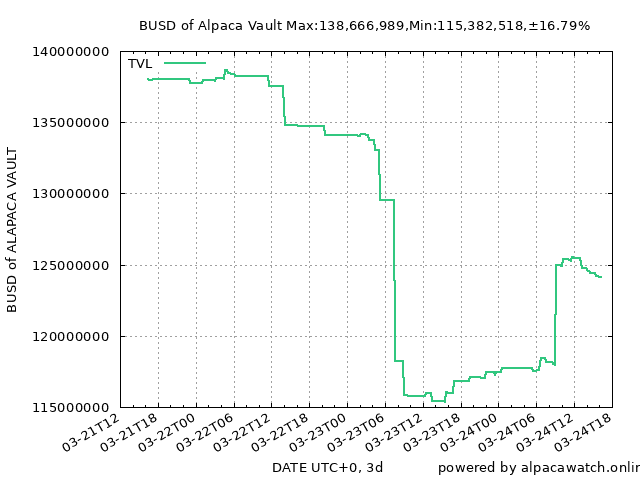 BUSD of Alpaca Vault Max:138,666,989,Min:115,382,518,±16.79%
TVL
140000000
135000000
130000000
125000000
120000000
115000000
BUSD of ALAPACA VAULT
03-21T12
03-21T18
03-22T00
03-22T06
03-22T12
03-22T18
03-23T00
03-23T06
03-23T12
03-23T18
03-24T00
03-24T06
03-24T12
03-24T18
DATE UTC+0, 3d
powered by alpacawatch.onlin